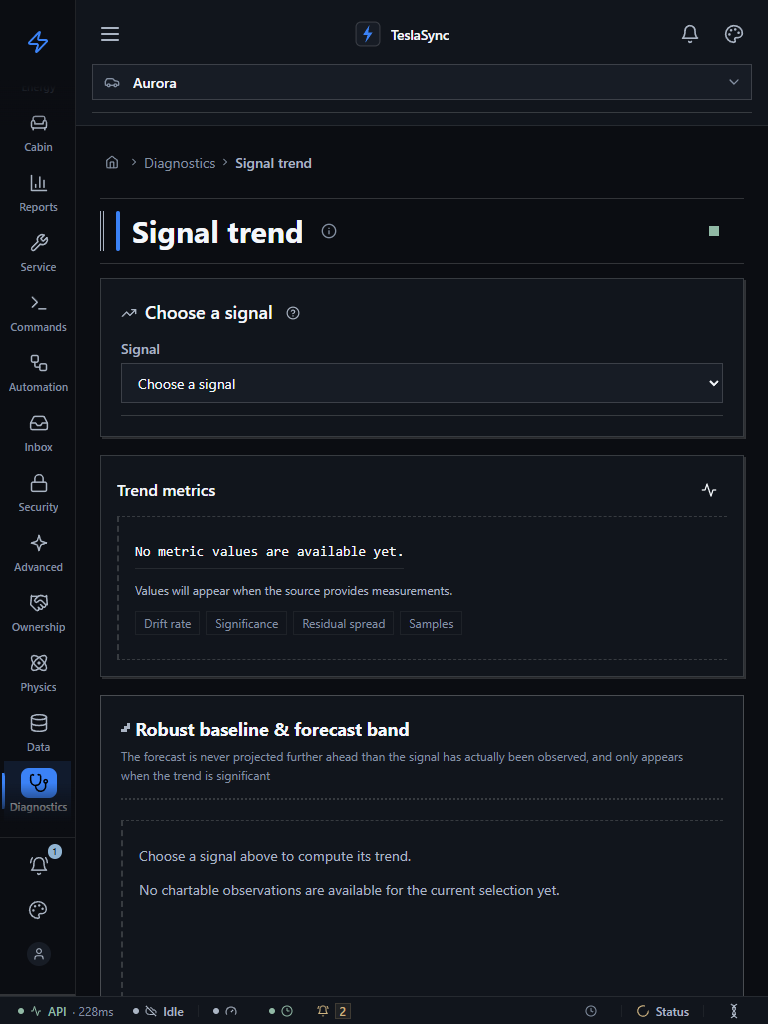 TeslaSync
Aurora
Energy
Cabin
Reports
Service
Commands
Automation
Inbox
Security
Advanced
Ownership
Physics
Data
Diagnostics
1
Diagnostics
Signal trend
Signal trend
Choose a signal
Signal
Choose a signal
Trend metrics
No metric values are available yet.
Values will appear when the source provides measurements.
Drift rate
Significance
Residual spread
Samples
Robust baseline & forecast band
The forecast is never projected further ahead than the signal has actually been observed, and only appears
when the trend is significant
Choose a signal above to compute its trend.
No chartable observations are available for the current selection yet.
API · 228ms
Idle
2
Status